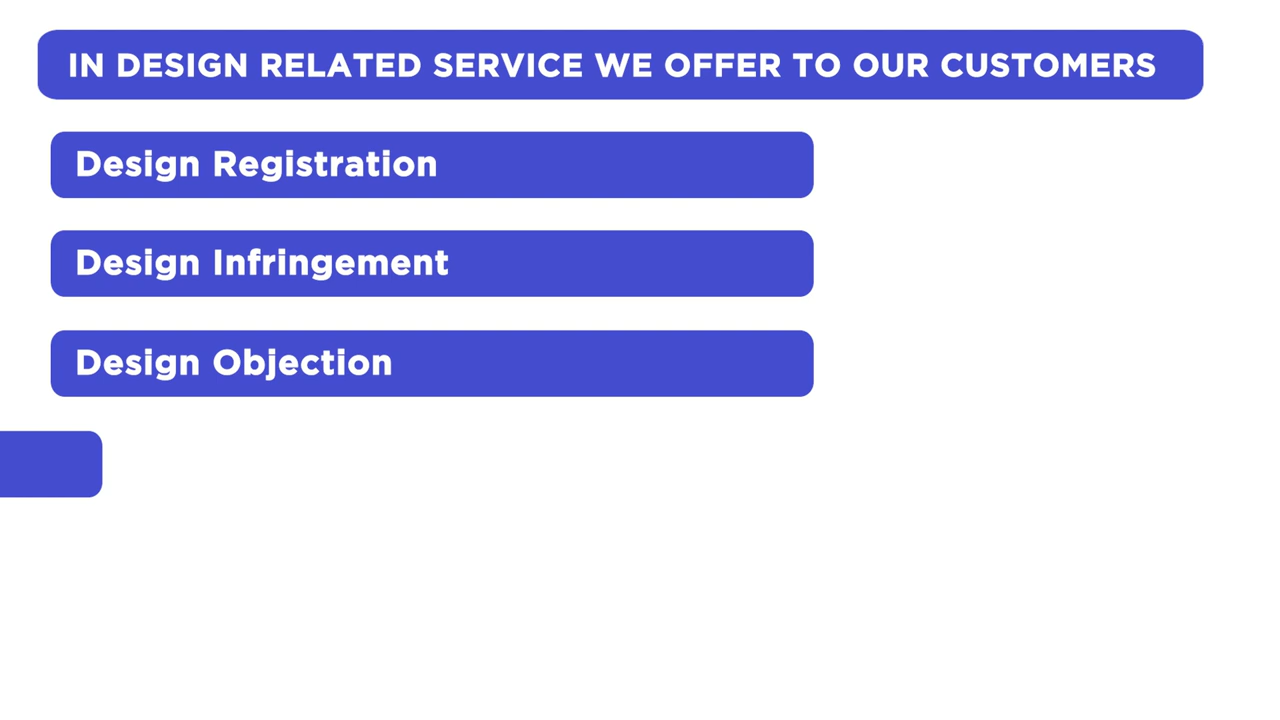 IN DESIGN RELATED SERVICE WE OFFER TO OUR CUSTOMERS
Design Registration
Design Infringement
Design Objection